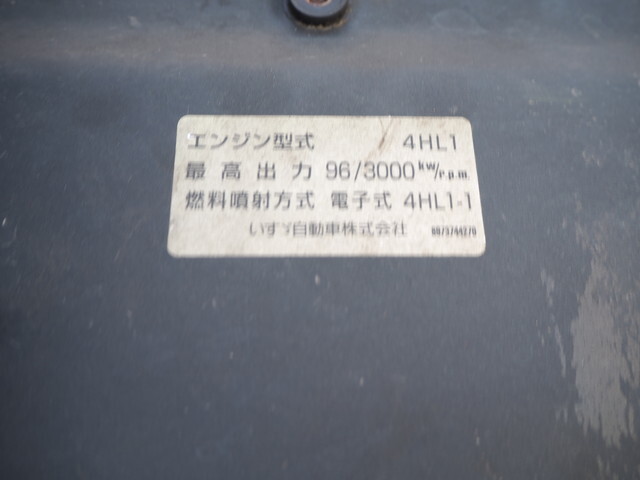 エンジン型式 4HL1
最高出力 96/3000 kw/r.p.m.
燃料噴射方式 電子式 4HL1-1
いすゞ自動車株式会社